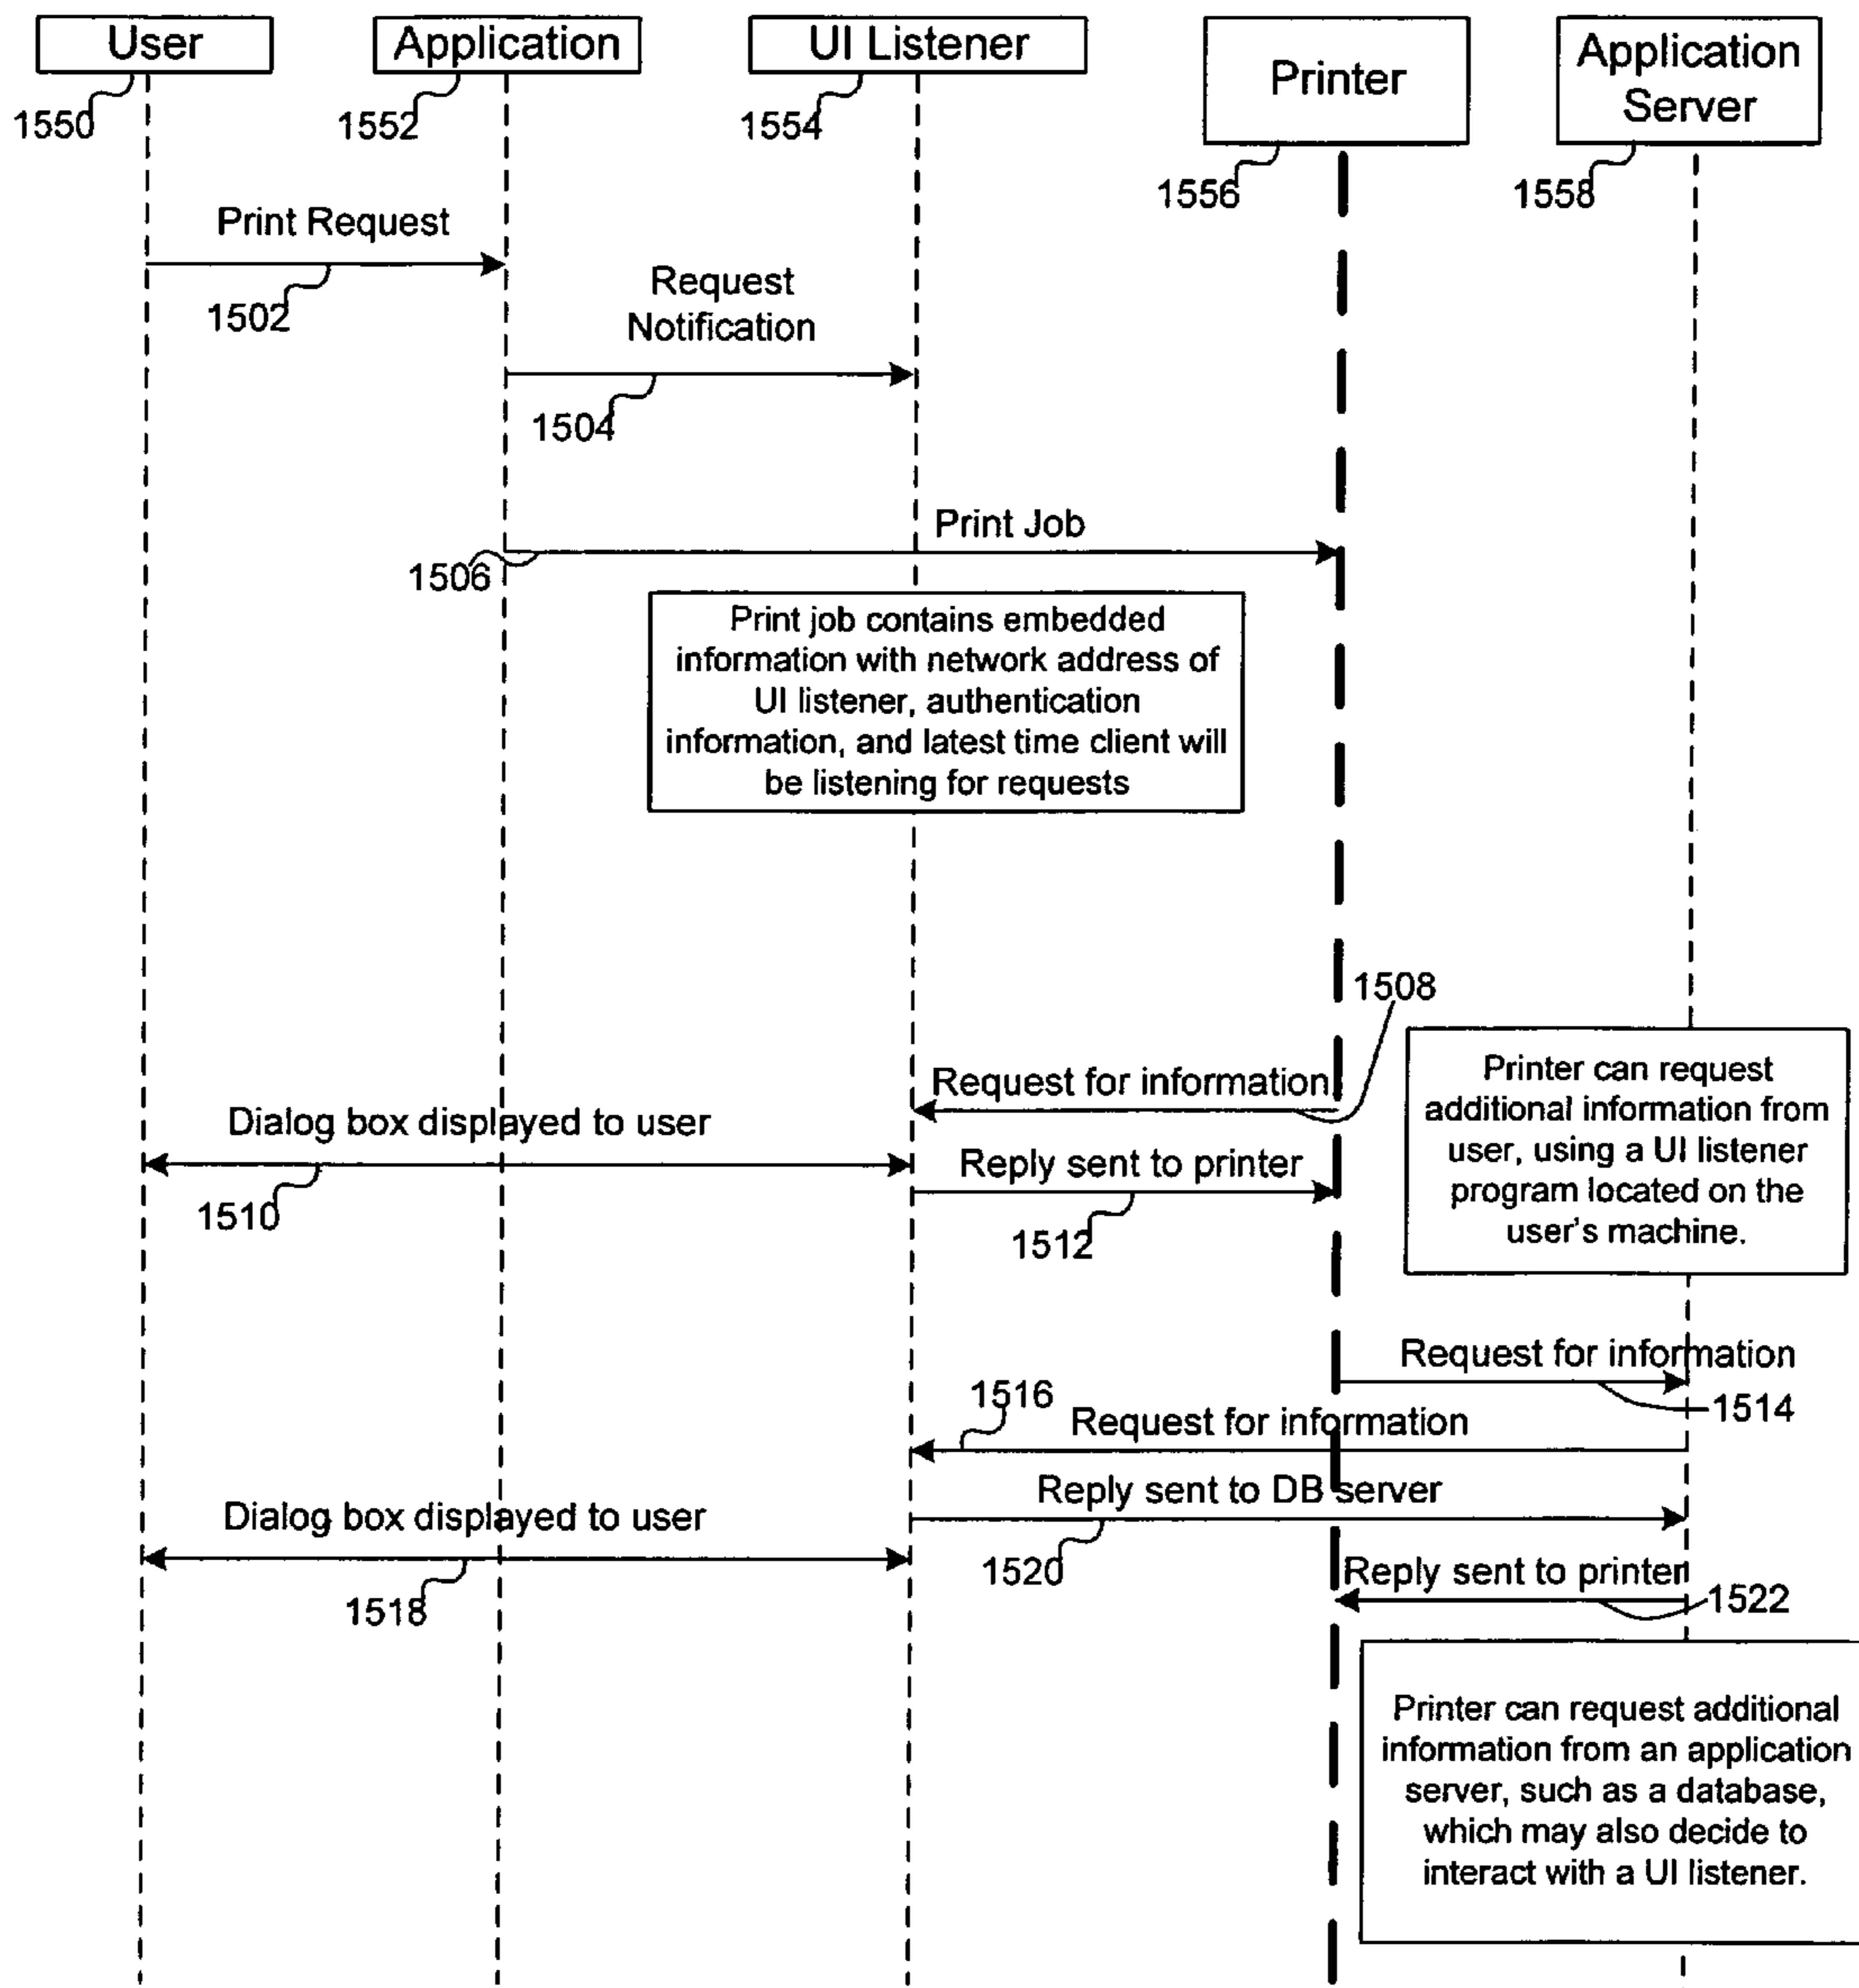 User
Application
UI Listener
Printer
Application
Server
1550
1552
1554
1556
1558
Print Request
1502
Request
Notification
1504
Print Job
1506
Print job contains embedded
information with network address of
UI listener, authentication
information, and latest time client will
be listening for requests
1508
Request for information
Dialog box displayed to user
1510
Reply sent to printer
1512
Printer can request
additional information from
user, using a UI listener
program located on the
user's machine.
Request for information
1514
1516
Request for information
Reply sent to DB server
1520
Dialog box displayed to user
1518
Reply sent to printer
1522
Printer can request additional
information from an application
server, such as a database,
which may also decide to
interact with a UI listener.